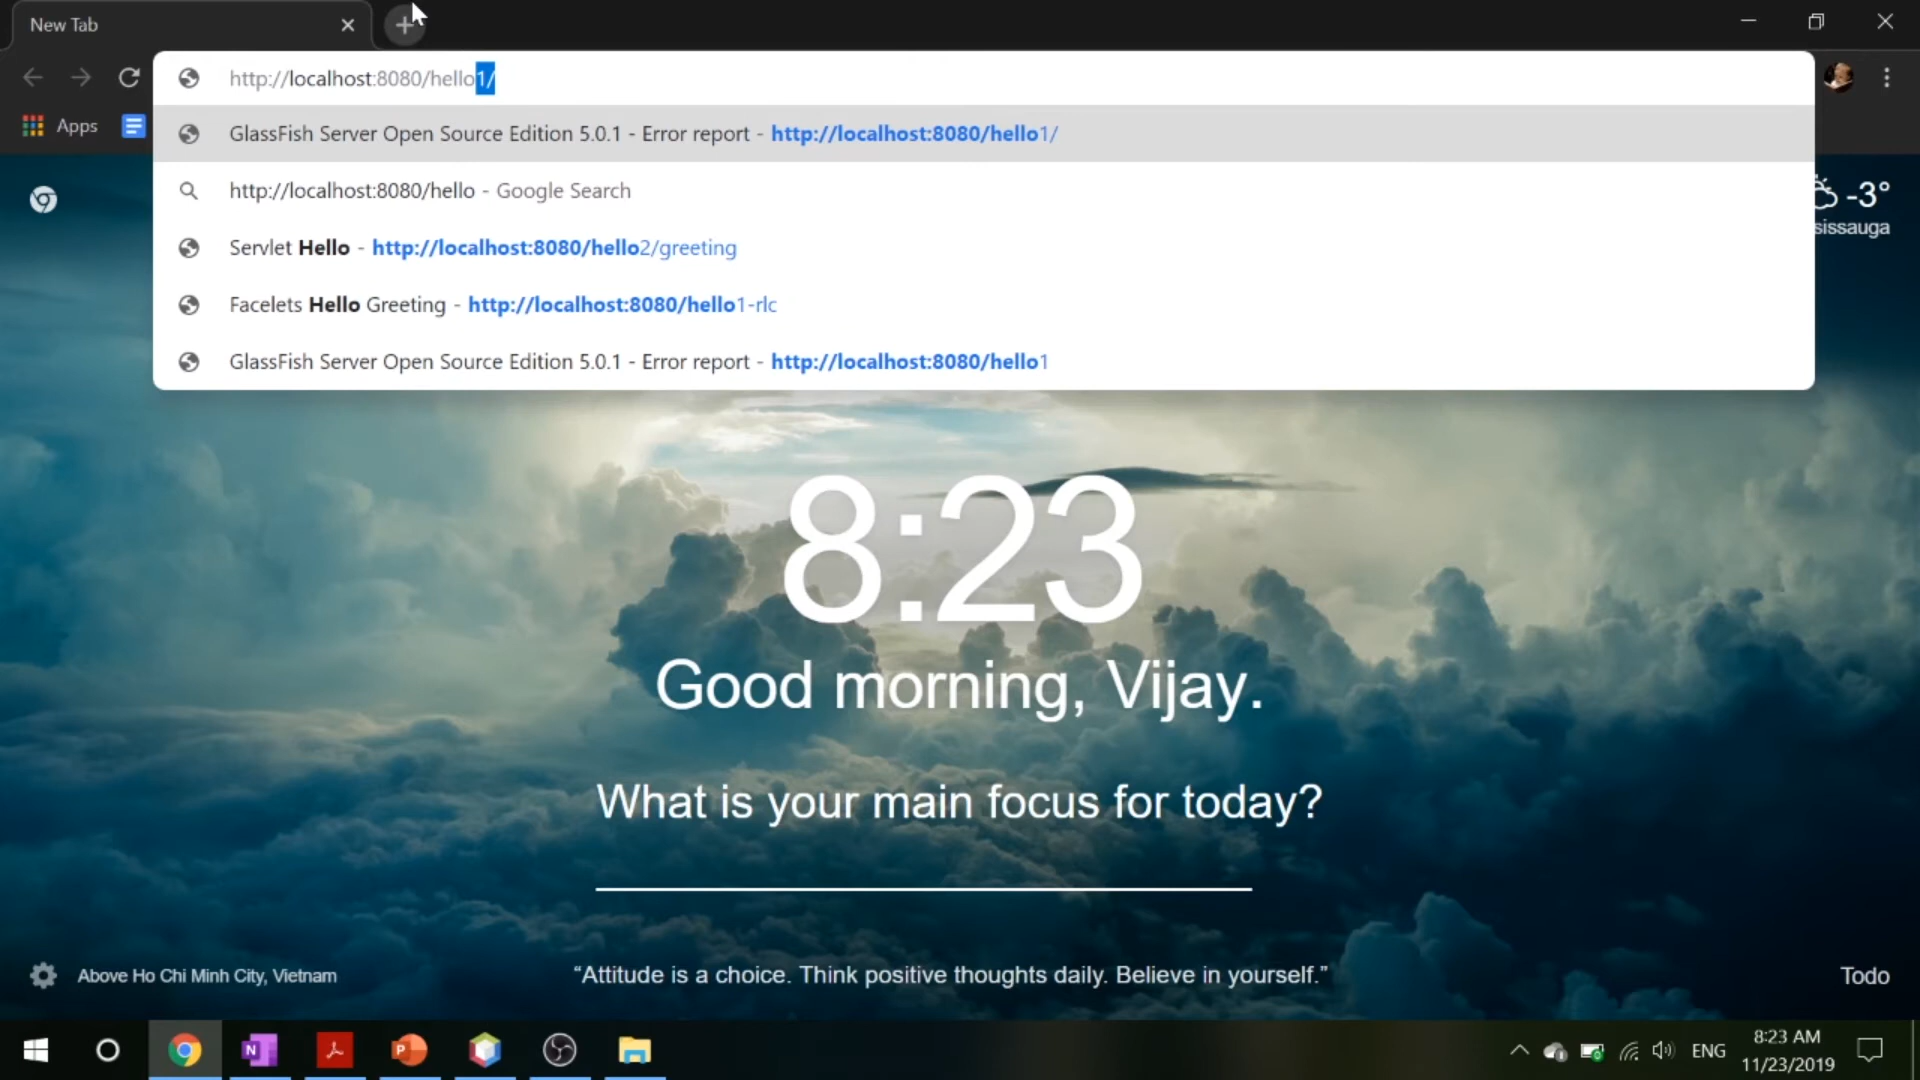 New Tab
http://localhost:8080/hello1/
Apps
GlassFish Server Open Source Edition 5.0.1 - Error report - http://localhost:8080/hello1/
http://localhost:8080/hello - Google Search
Servlet Hello - http://localhost:8080/hello2/greeting
Facelets Hello Greeting - http://localhost:8080/hello1-rlc
GlassFish Server Open Source Edition 5.0.1 - Error report - http://localhost:8080/hello1
-3°
sissauga
8:23
Good morning, Vijay.
What is your main focus for today?
Above Ho Chi Minh City, Vietnam
“Attitude is a choice. Think positive thoughts daily. Believe in yourself.”
Todo
ENG
8:23 AM
11/23/2019